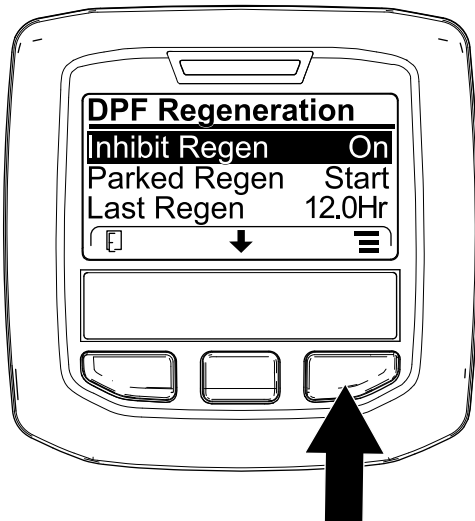 DPF Regeneration
Inhibit Regen On
Parked Regen Start
Last Regen 12.0Hr